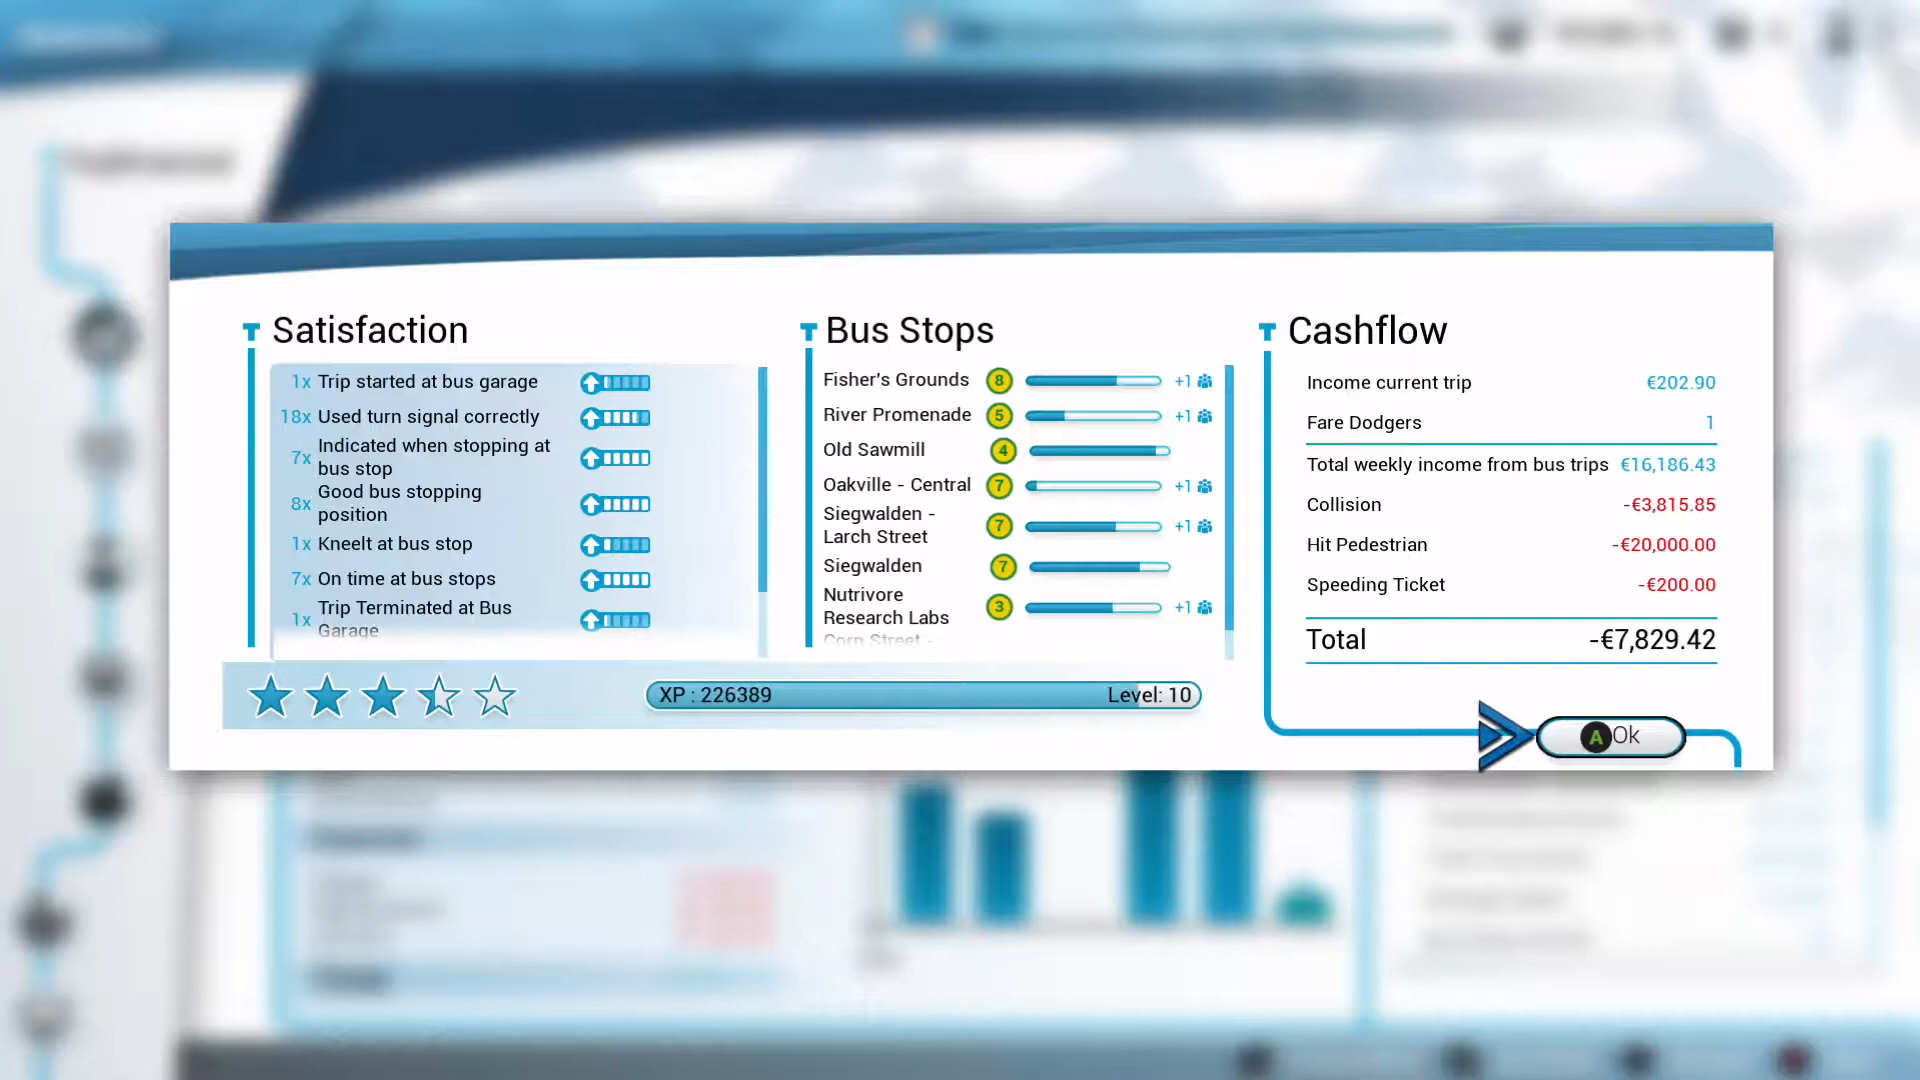 Satisfaction
1x Trip started at bus garage
18x Used turn signal correctly
7x Indicated when stopping at
bus stop
8x Good bus stopping
position
1x Kneelt at bus stop
7x On time at bus stops
1x Trip Terminated at Bus
Garage
XP : 226389 Level: 10
Bus Stops
Fisher's Grounds 8 +1
River Promenade 5 +1
Old Sawmill 4
Oakville - Central 7 +1
Siegwalden -
Larch Street 7 +1
Siegwalden 7
Nutrivore
Research Labs 3 +1
Corn Street -
Cashflow
Income current trip €202.90
Fare Dodgers 1
Total weekly income from bus trips €16,186.43
Collision -€3,815.85
Hit Pedestrian -€20,000.00
Speeding Ticket -€200.00
Total -€7,829.42
A Ok